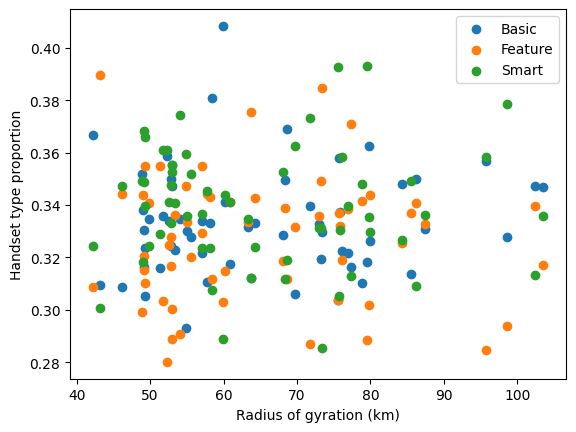 Basic
Feature
Smart
0.40
0.38
0.36
0.34
0.32
0.30
0.28
Handset type proportion
40 50 60 70 80 90 100
Radius of gyration (km)